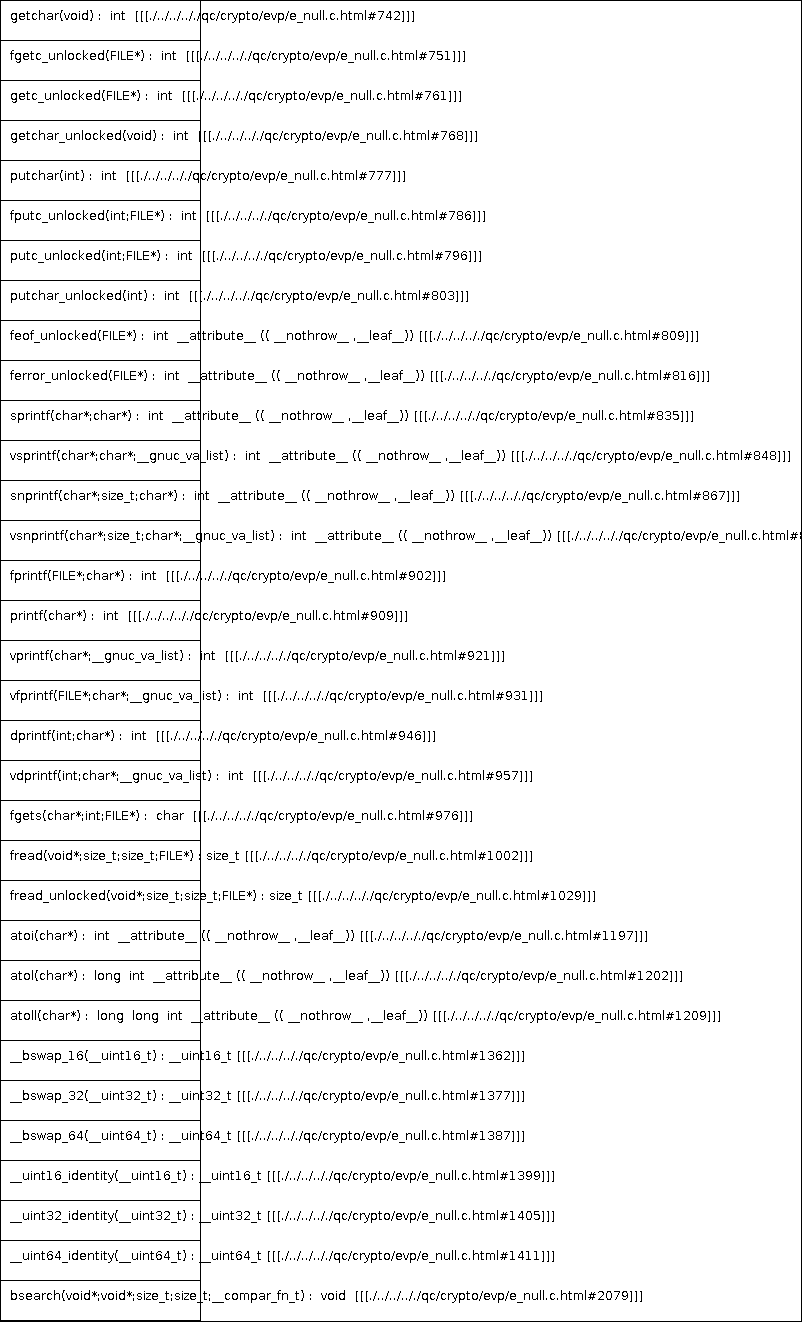 getchar(void) : int [[[./../../../qc/crypto/evp/e_null.c.html#742]]]
fgetc_unlocked(FILE*) : int [[[./../../../qc/crypto/evp/e_null.c.html#751]]]
getc_unlocked(FILE*) : int [[[./../../../qc/crypto/evp/e_null.c.html#761]]]
getchar_unlocked(void) : int [[[./../../../qc/crypto/evp/e_null.c.html#768]]]
putchar(int) : int [[[./../../../qc/crypto/evp/e_null.c.html#777]]]
fputc_unlocked(int;FILE*) : int [[[./../../../qc/crypto/evp/e_null.c.html#786]]]
putc_unlocked(int;FILE*) : int [[[./../../../qc/crypto/evp/e_null.c.html#796]]]
putchar_unlocked(int) : int [[[./../../../qc/crypto/evp/e_null.c.html#803]]]
feof_unlocked(FILE*) : int __attribute__ (( __nothrow__ ,__leaf__)) [[[./../../../qc/crypto/evp/e_null.c.html#809]]]
ferror_unlocked(FILE*) : int __attribute__ (( __nothrow__ ,__leaf__)) [[[./../../../qc/crypto/evp/e_null.c.html#816]]]
sprintf(char*;char*) : int __attribute__ (( __nothrow__ ,__leaf__)) [[[./../../../qc/crypto/evp/e_null.c.html#835]]]
vsprintf(char*;char*;__gnuc_va_list) : int __attribute__ (( __nothrow__ ,__leaf__)) [[[./../../../qc/crypto/evp/e_null.c.html#848]]]
snprintf(char*;size_t;char*) : int __attribute__ (( __nothrow__ ,__leaf__)) [[[./../../../qc/crypto/evp/e_null.c.html#867]]]
vsnprintf(char*;size_t;char*;__gnuc_va_list) : int __attribute__ (( __nothrow__ ,__leaf__)) [[[./../../../qc/crypto/evp/e_null.c.html#
fprintf(FILE*;char*) : int [[[./../../../qc/crypto/evp/e_null.c.html#902]]]
printf(char*) : int [[[./../../../qc/crypto/evp/e_null.c.html#909]]]
vprintf(char*;__gnuc_va_list) : int [[[./../../../qc/crypto/evp/e_null.c.html#921]]]
vfprintf(FILE*;char*;__gnuc_va_list) : int [[[./../../../qc/crypto/evp/e_null.c.html#931]]]
dprintf(int;char*) : int [[[./../../../qc/crypto/evp/e_null.c.html#946]]]
vdprintf(int;char*;__gnuc_va_list) : int [[[./../../../qc/crypto/evp/e_null.c.html#957]]]
fgets(char*;int;FILE*) : char [[[./../../../qc/crypto/evp/e_null.c.html#976]]]
fread(void*;size_t;size_t;FILE*) : size_t [[[./../../../qc/crypto/evp/e_null.c.html#1002]]]
fread_unlocked(void*;size_t;size_t;FILE*) : size_t [[[./../../../qc/crypto/evp/e_null.c.html#1029]]]
atoi(char*) : int __attribute__ (( __nothrow__ ,__leaf__)) [[[./../../../qc/crypto/evp/e_null.c.html#1197]]]
atol(char*) : long int __attribute__ (( __nothrow__ ,__leaf__)) [[[./../../../qc/crypto/evp/e_null.c.html#1202]]]
atoll(char*) : long long int __attribute__ (( __nothrow__ ,__leaf__)) [[[./../../../qc/crypto/evp/e_null.c.html#1209]]]
__bswap_16(__uint16_t) : __uint16_t [[[./../../../qc/crypto/evp/e_null.c.html#1362]]]
__bswap_32(__uint32_t) : __uint32_t [[[./../../../qc/crypto/evp/e_null.c.html#1377]]]
__bswap_64(__uint64_t) : __uint64_t [[[./../../../qc/crypto/evp/e_null.c.html#1387]]]
__uint16_identity(__uint16_t) : __uint16_t [[[./../../../qc/crypto/evp/e_null.c.html#1399]]]
__uint32_identity(__uint32_t) : __uint32_t [[[./../../../qc/crypto/evp/e_null.c.html#1405]]]
__uint64_identity(__uint64_t) : __uint64_t [[[./../../../qc/crypto/evp/e_null.c.html#1411]]]
bsearch(void*;void*;size_t;size_t;__compar_fn_t) : void [[[./../../../qc/crypto/evp/e_null.c.html#2079]]]